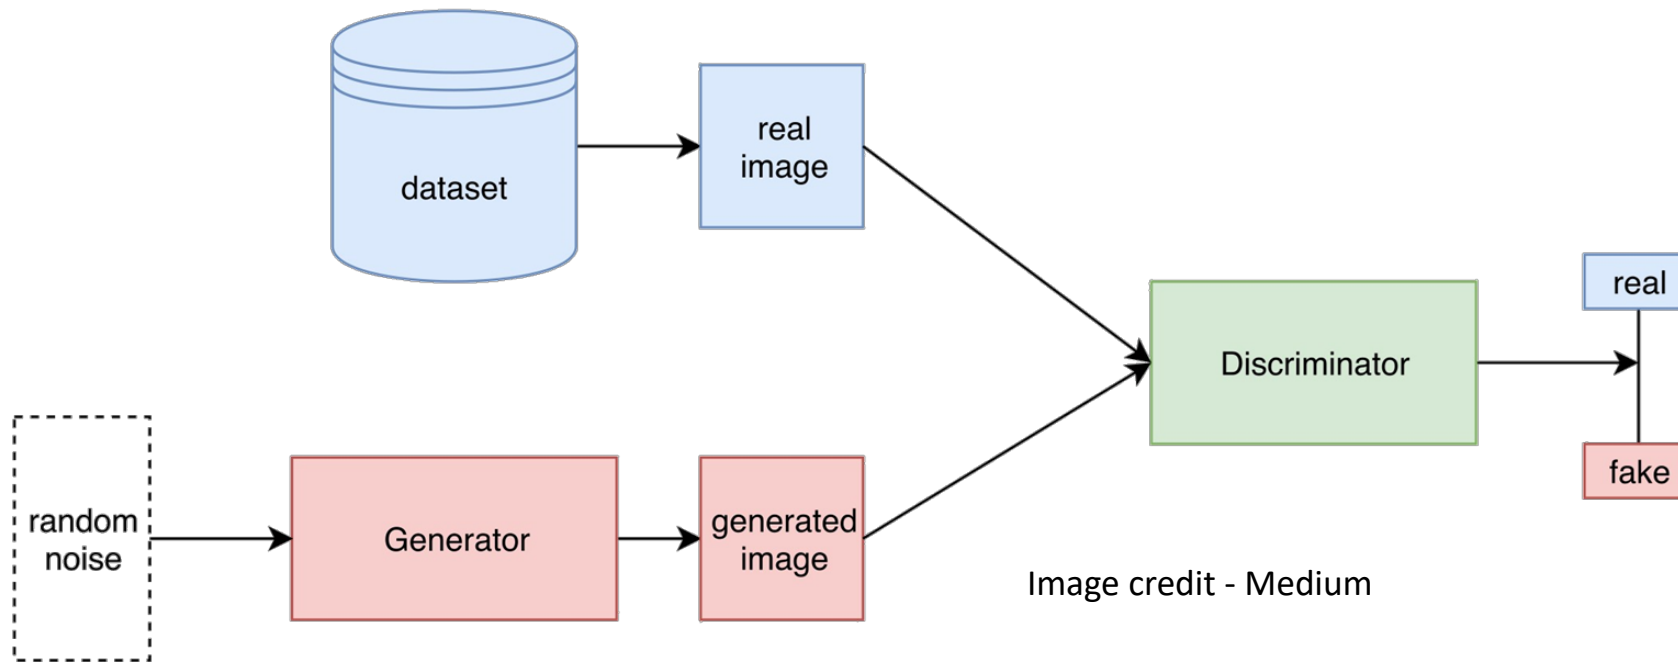 dataset
real
image
Discriminator
real
fake
random
noise
Generator
generated
image
Image credit - Medium